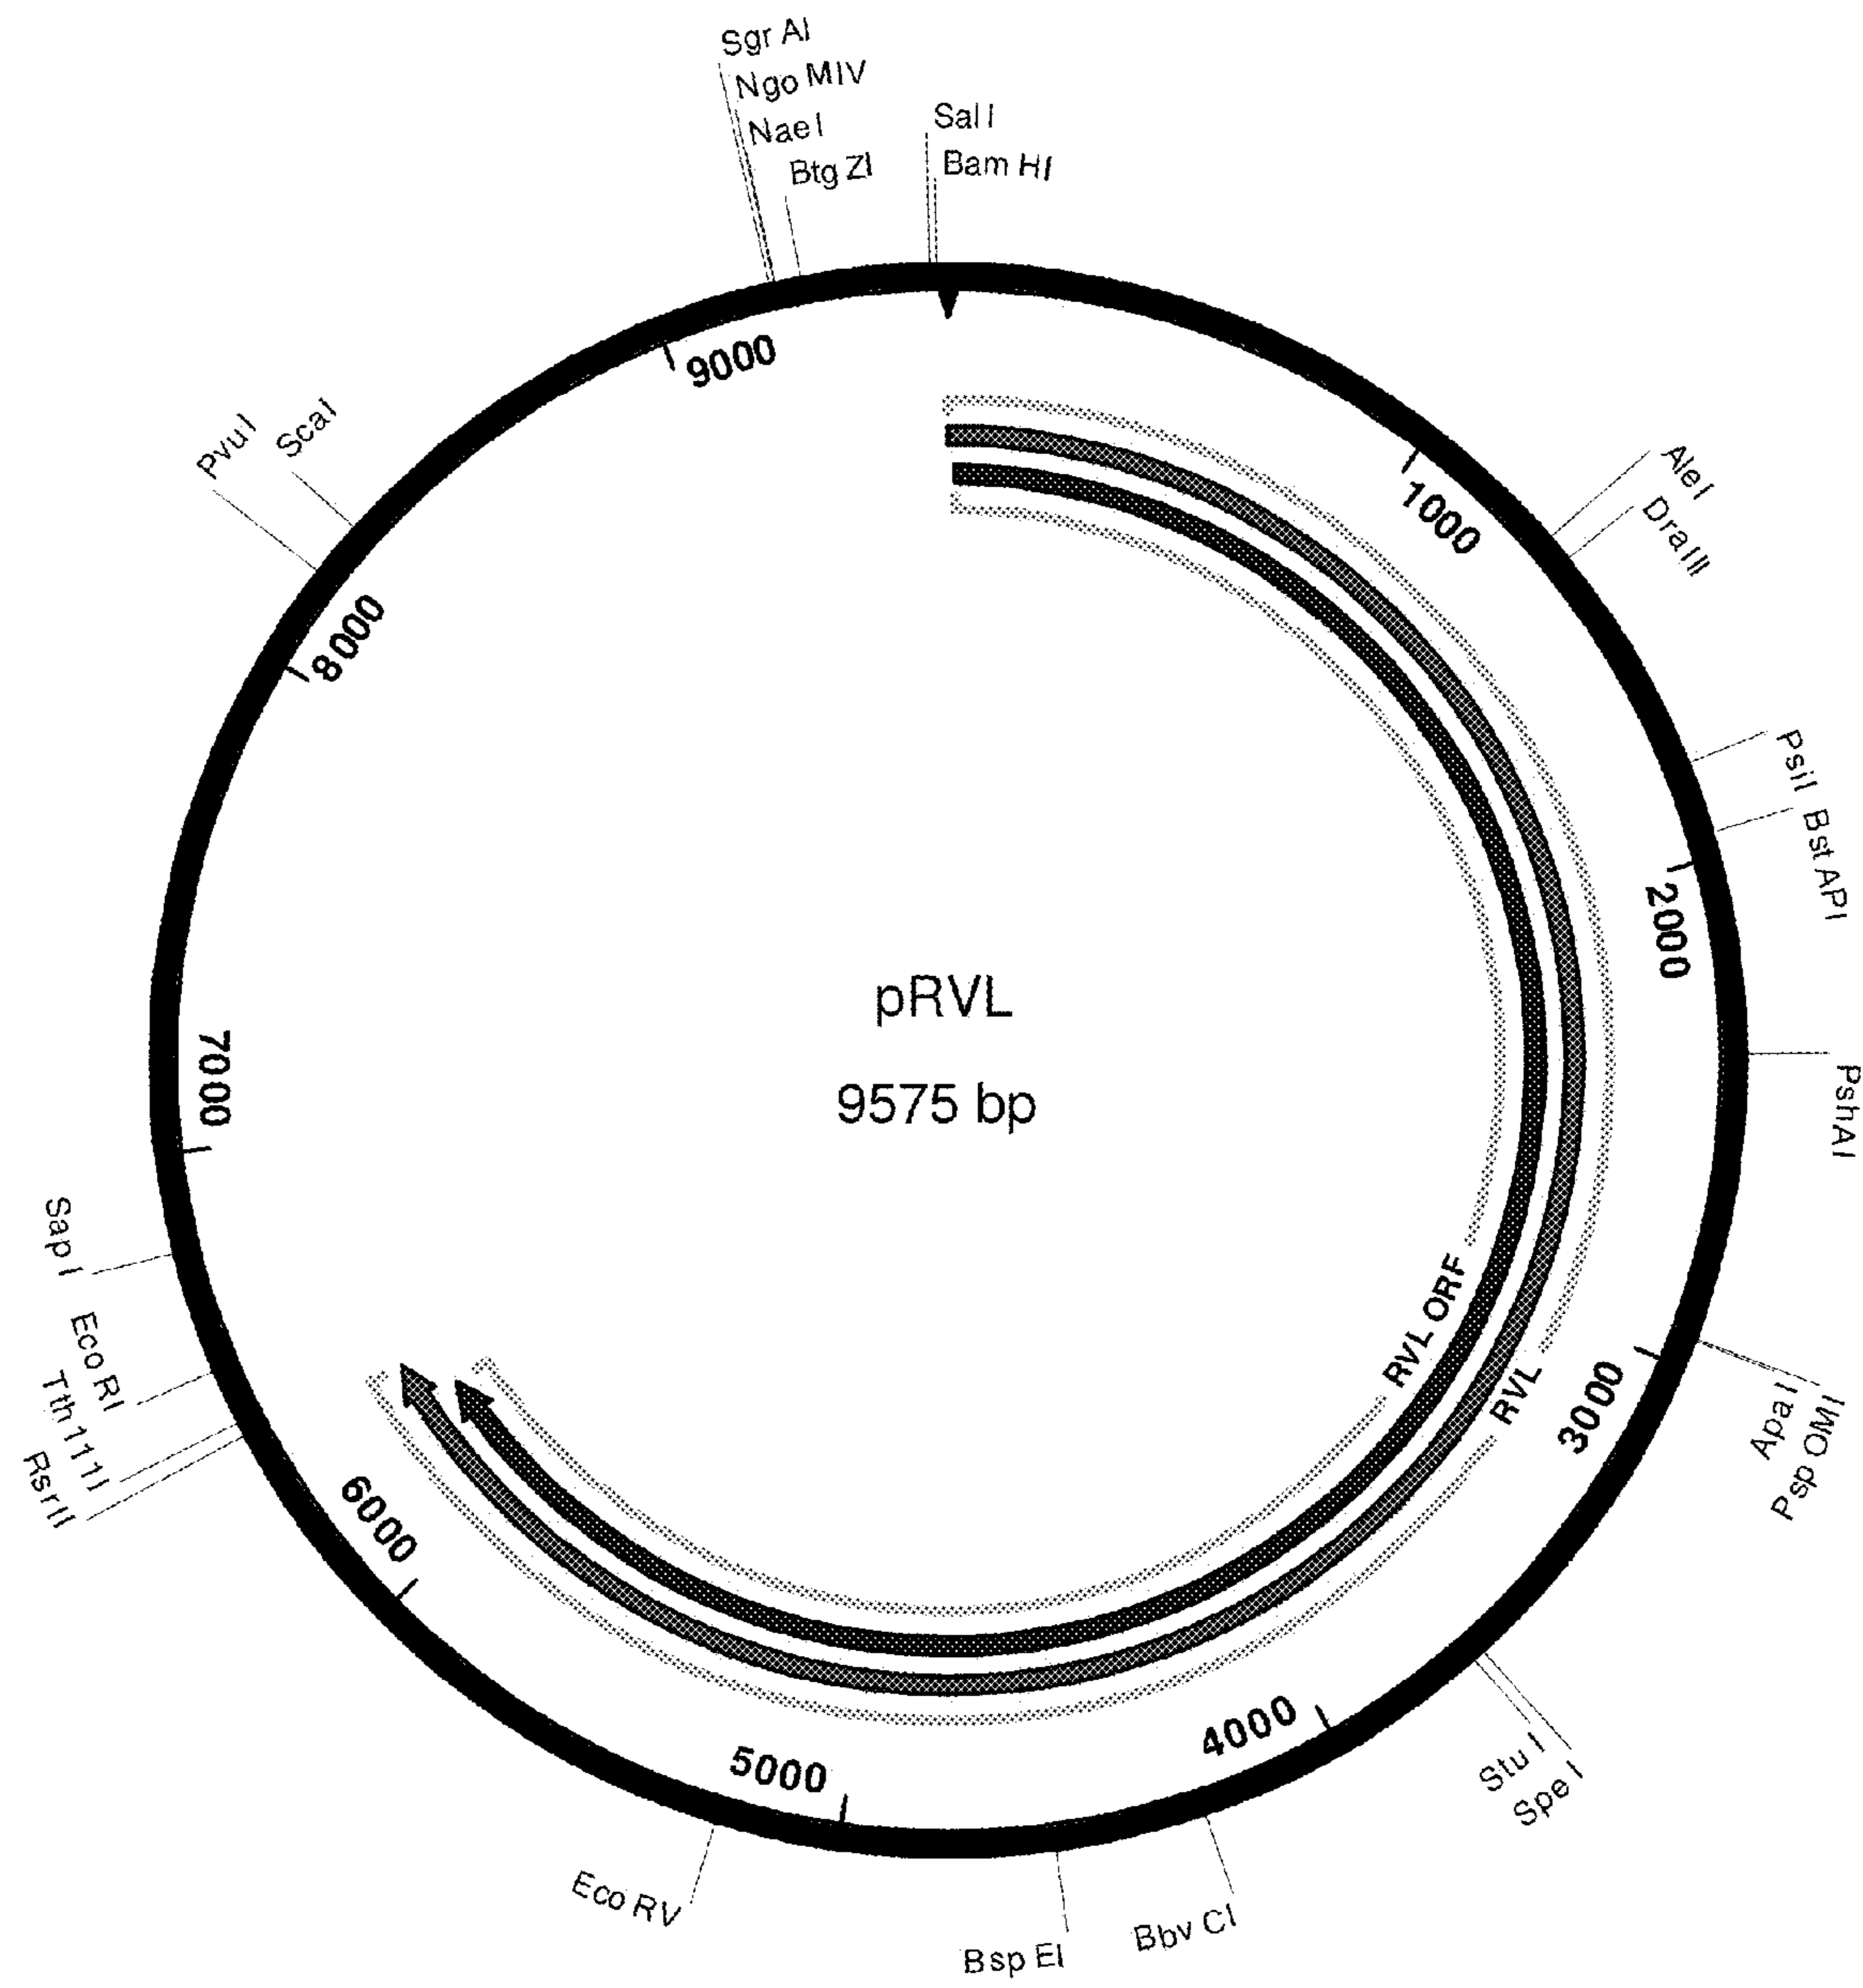 Sgr AI
Ngo MIV
Nae I
Btg ZI
Sal I
Bam HI
9000
Pvu I
Sca I
Ale I
Dra III
1000
8000
Psi I
Bst API
2000
pRVL
9575 bp
7000
Psh AI
Sap I
Eco RI
Tth 111 I
Rsr II
RVL ORF
RVL
3000
Apa I
Psp OM I
6000
4000
5000
Stu I
Spe I
Eco RV
Bsp EI
Bbv CI